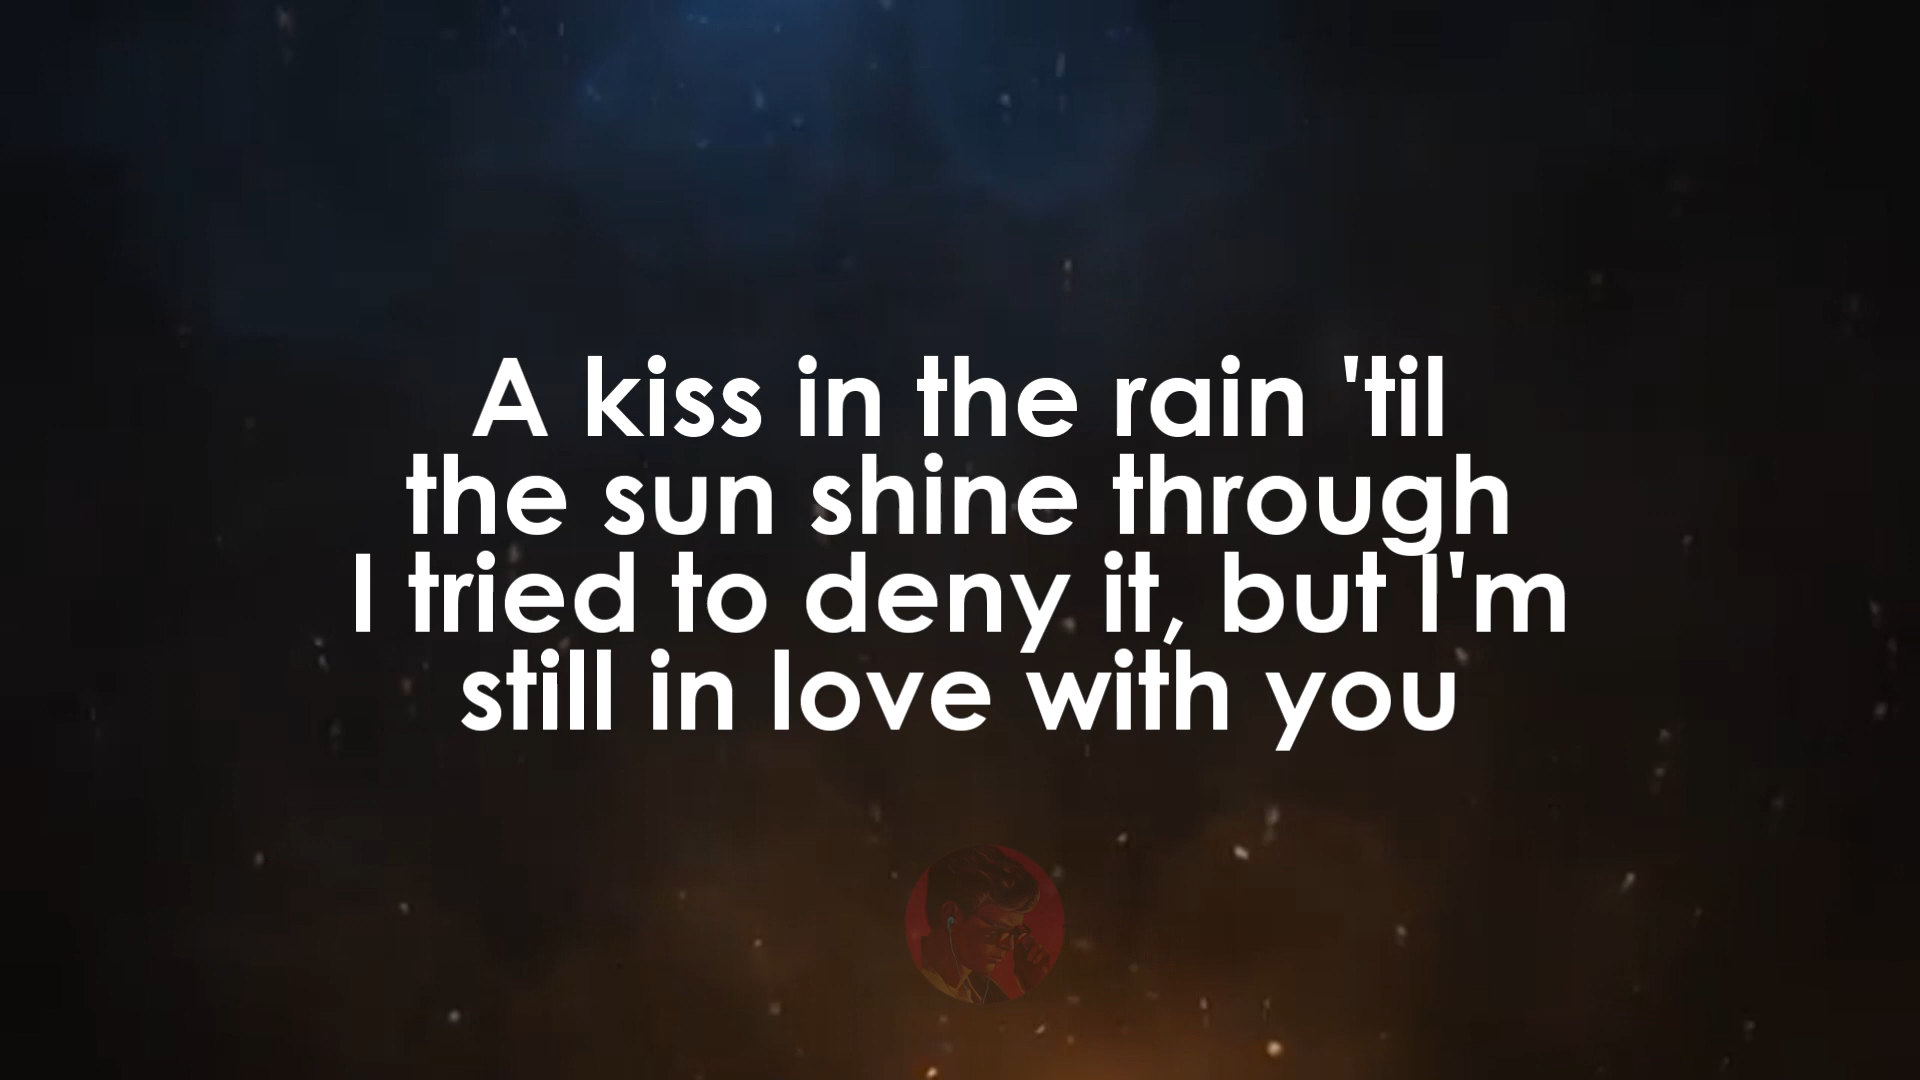 A kiss in the rain 'til
the sun shine through
I tried to deny it, but I'm
still in love with you